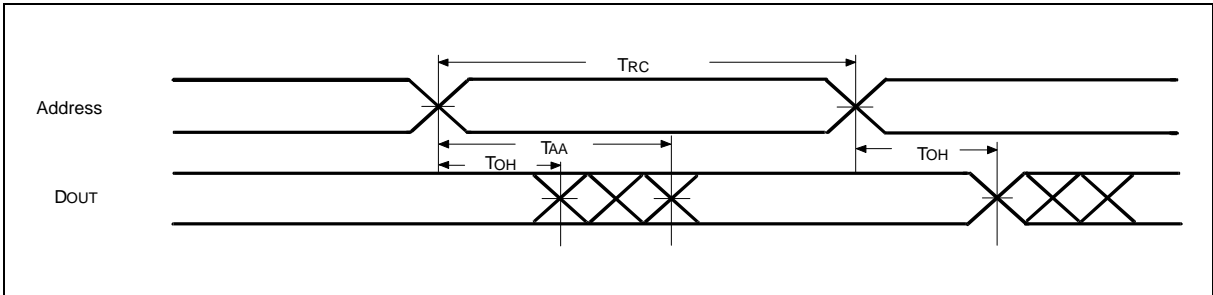 TRC
Address
TAA
TOH
TOH
DOUT